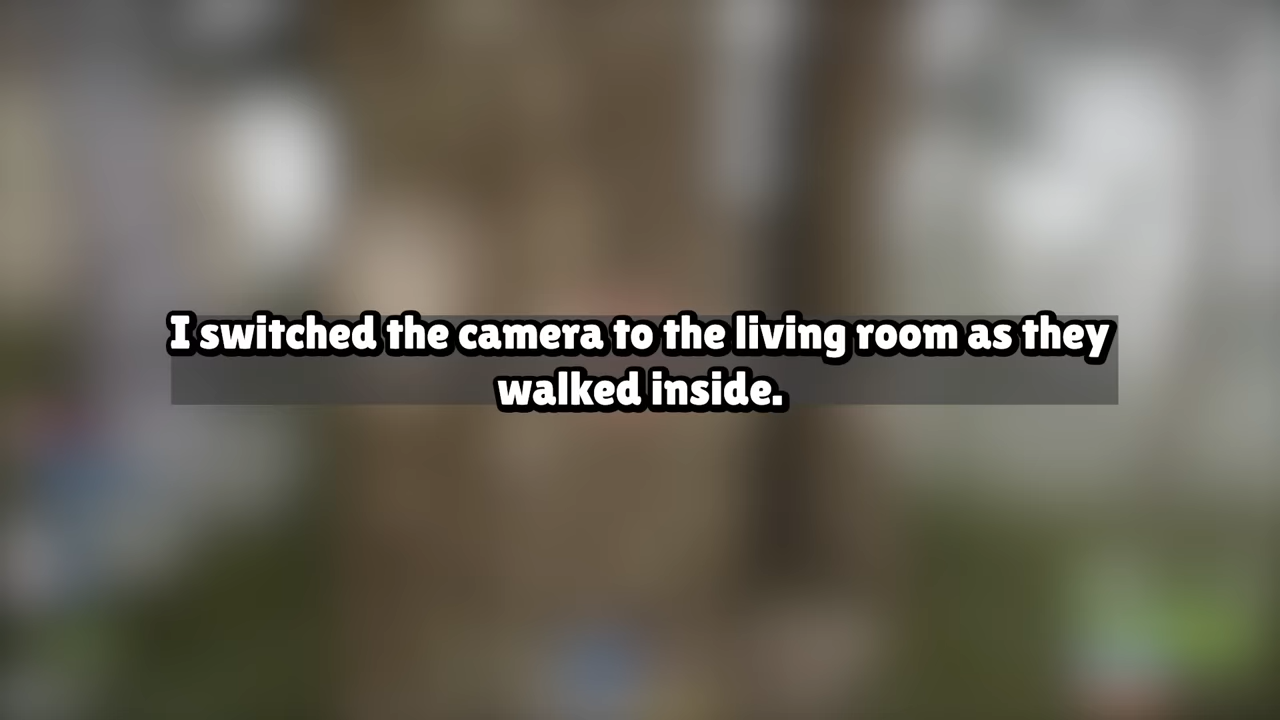 I switched the camera to the living room as they
walked inside.